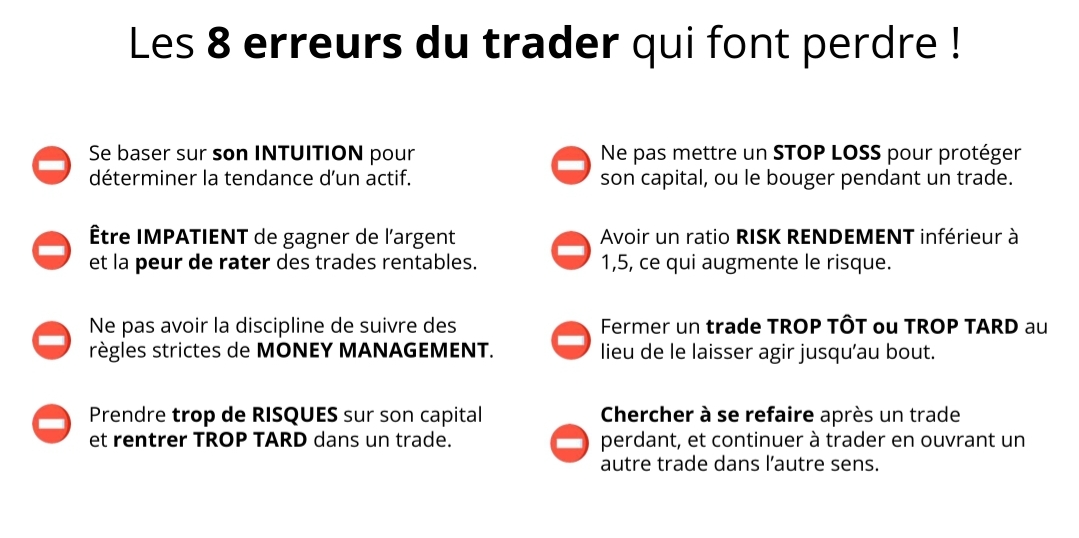 Les 8 erreurs du trader qui font perdre !
Se baser sur son INTUITION pour
déterminer la tendance d’un actif.
Être IMPATIENT de gagner de l’argent
et la peur de rater des trades rentables.
Ne pas avoir la discipline de suivre des
règles strictes de MONEY MANAGEMENT.
Prendre trop de RISQUES sur son capital
et rentrer TROP TARD dans un trade.
Ne pas mettre un STOP LOSS pour protéger
son capital, ou le bouger pendant un trade.
Avoir un ratio RISK RENDEMENT inférieur à
1,5, ce qui augmente le risque.
Fermer un trade TROP TÔT ou TROP TARD au
lieu de le laisser agir jusqu’au bout.
Chercher à se refaire après un trade
perdant, et continuer à trader en ouvrant un
autre trade dans l’autre sens.